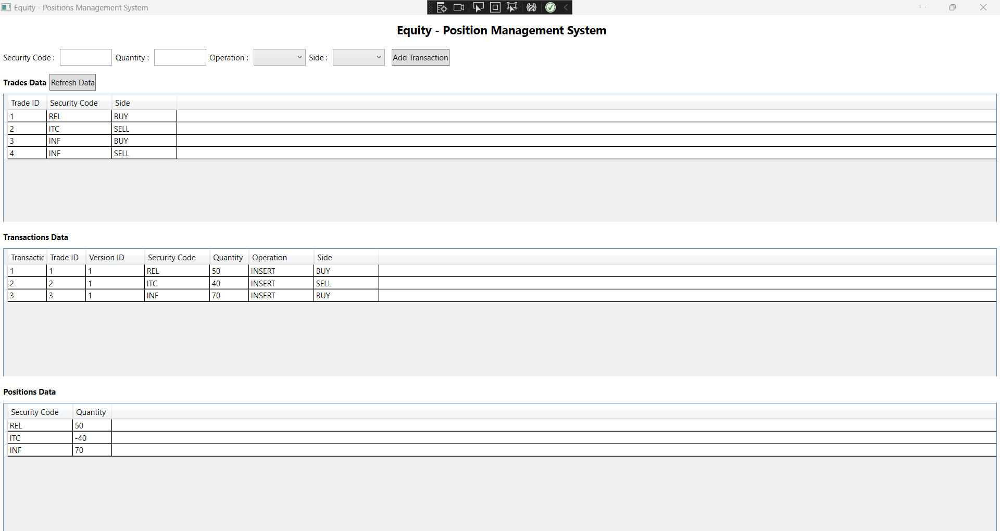 Equity - Positions Management System
Equity - Position Management System
Security Code : Quantity : Operation : Side : Add Transaction
Trades Data Refresh Data
Trade ID Security Code Side
1 REL BUY
2 ITC SELL
3 INF BUY
4 INF SELL
Transactions Data
Transactic Trade ID Version ID Security Code Quantity Operation Side
1 1 1 REL 50 INSERT BUY
2 2 1 ITC 40 INSERT SELL
3 3 1 INF 70 INSERT BUY
Positions Data
Security Code Quantity
REL 50
ITC -40
INF 70